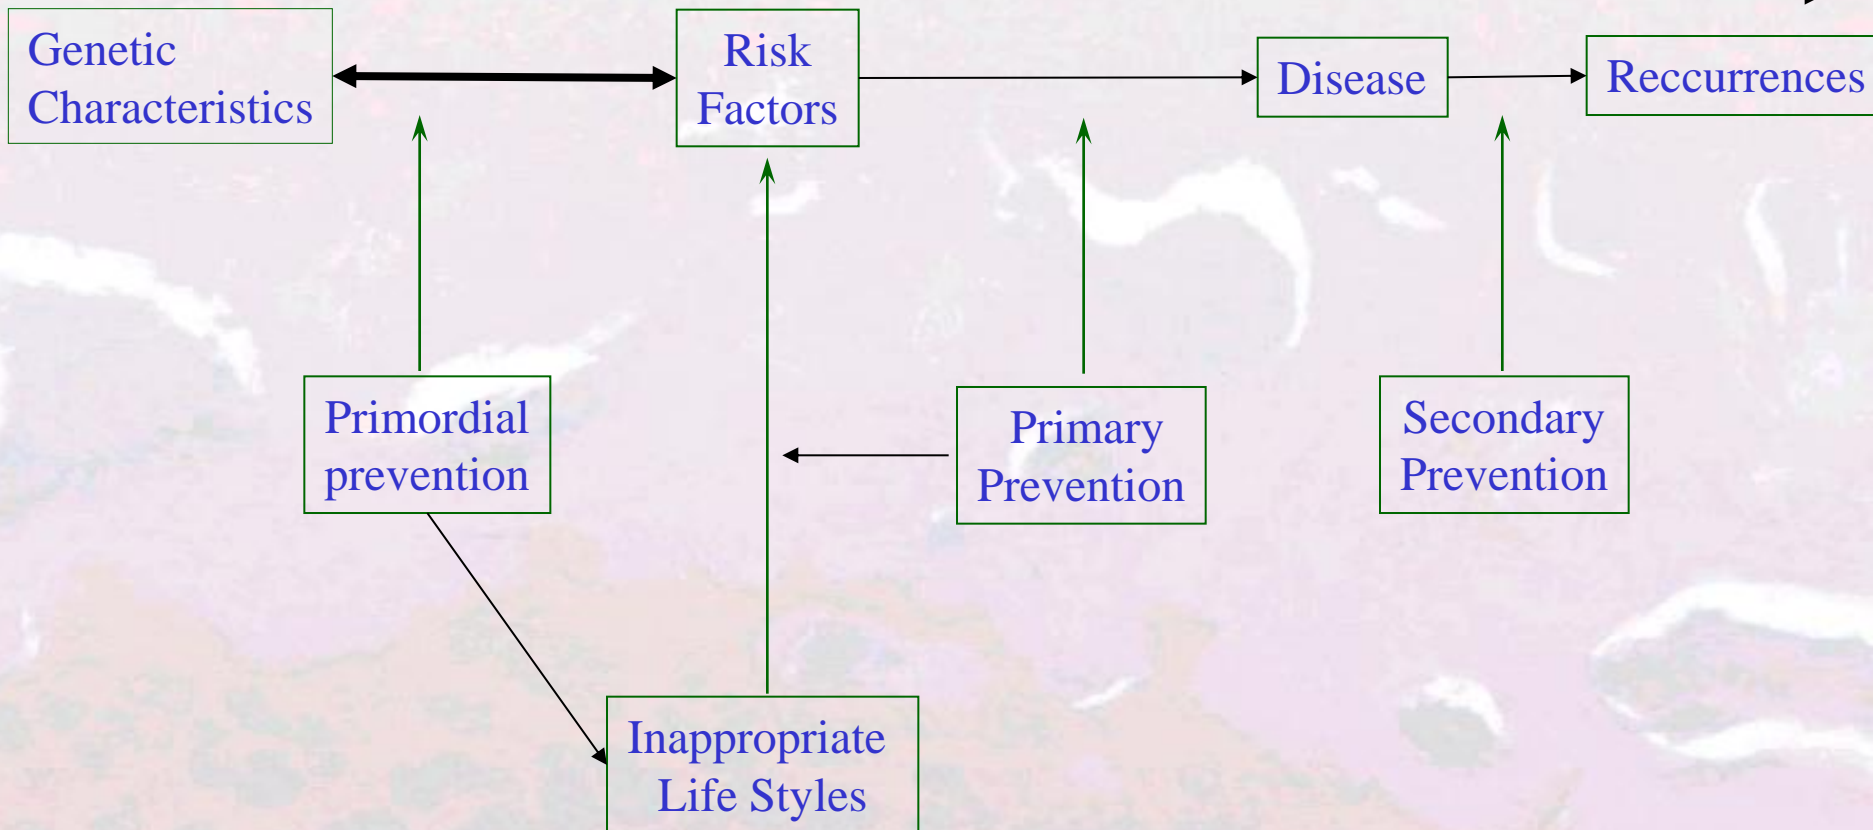 Genetic
Characteristics
Risk
Factors
Disease
Reccurrences
Primordial
prevention
Primary
Prevention
Secondary
Prevention
Inappropriate
Life Styles